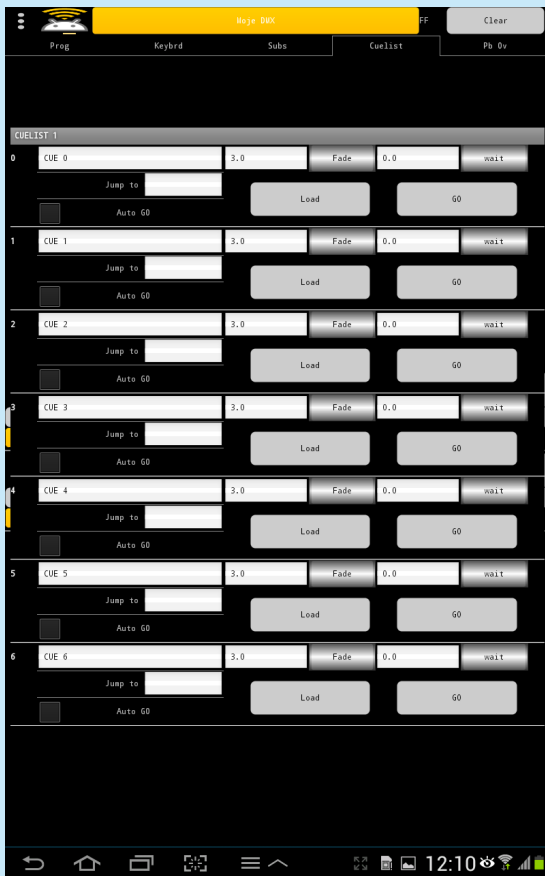 Moje DMX FF Clear
Prog Keybrd Subs Cuelist Pb Ov
CUELIST 1
0 CUE 0 3.0 Fade 0.0 wait
Jump to Load GO
Auto GO
1 CUE 1 3.0 Fade 0.0 wait
Jump to Load GO
Auto GO
2 CUE 2 3.0 Fade 0.0 wait
Jump to Load GO
Auto GO
3 CUE 3 3.0 Fade 0.0 wait
Jump to Load GO
Auto GO
4 CUE 4 3.0 Fade 0.0 wait
Jump to Load GO
Auto GO
5 CUE 5 3.0 Fade 0.0 wait
Jump to Load GO
Auto GO
6 CUE 6 3.0 Fade 0.0 wait
Jump to Load GO
Auto GO
12:10